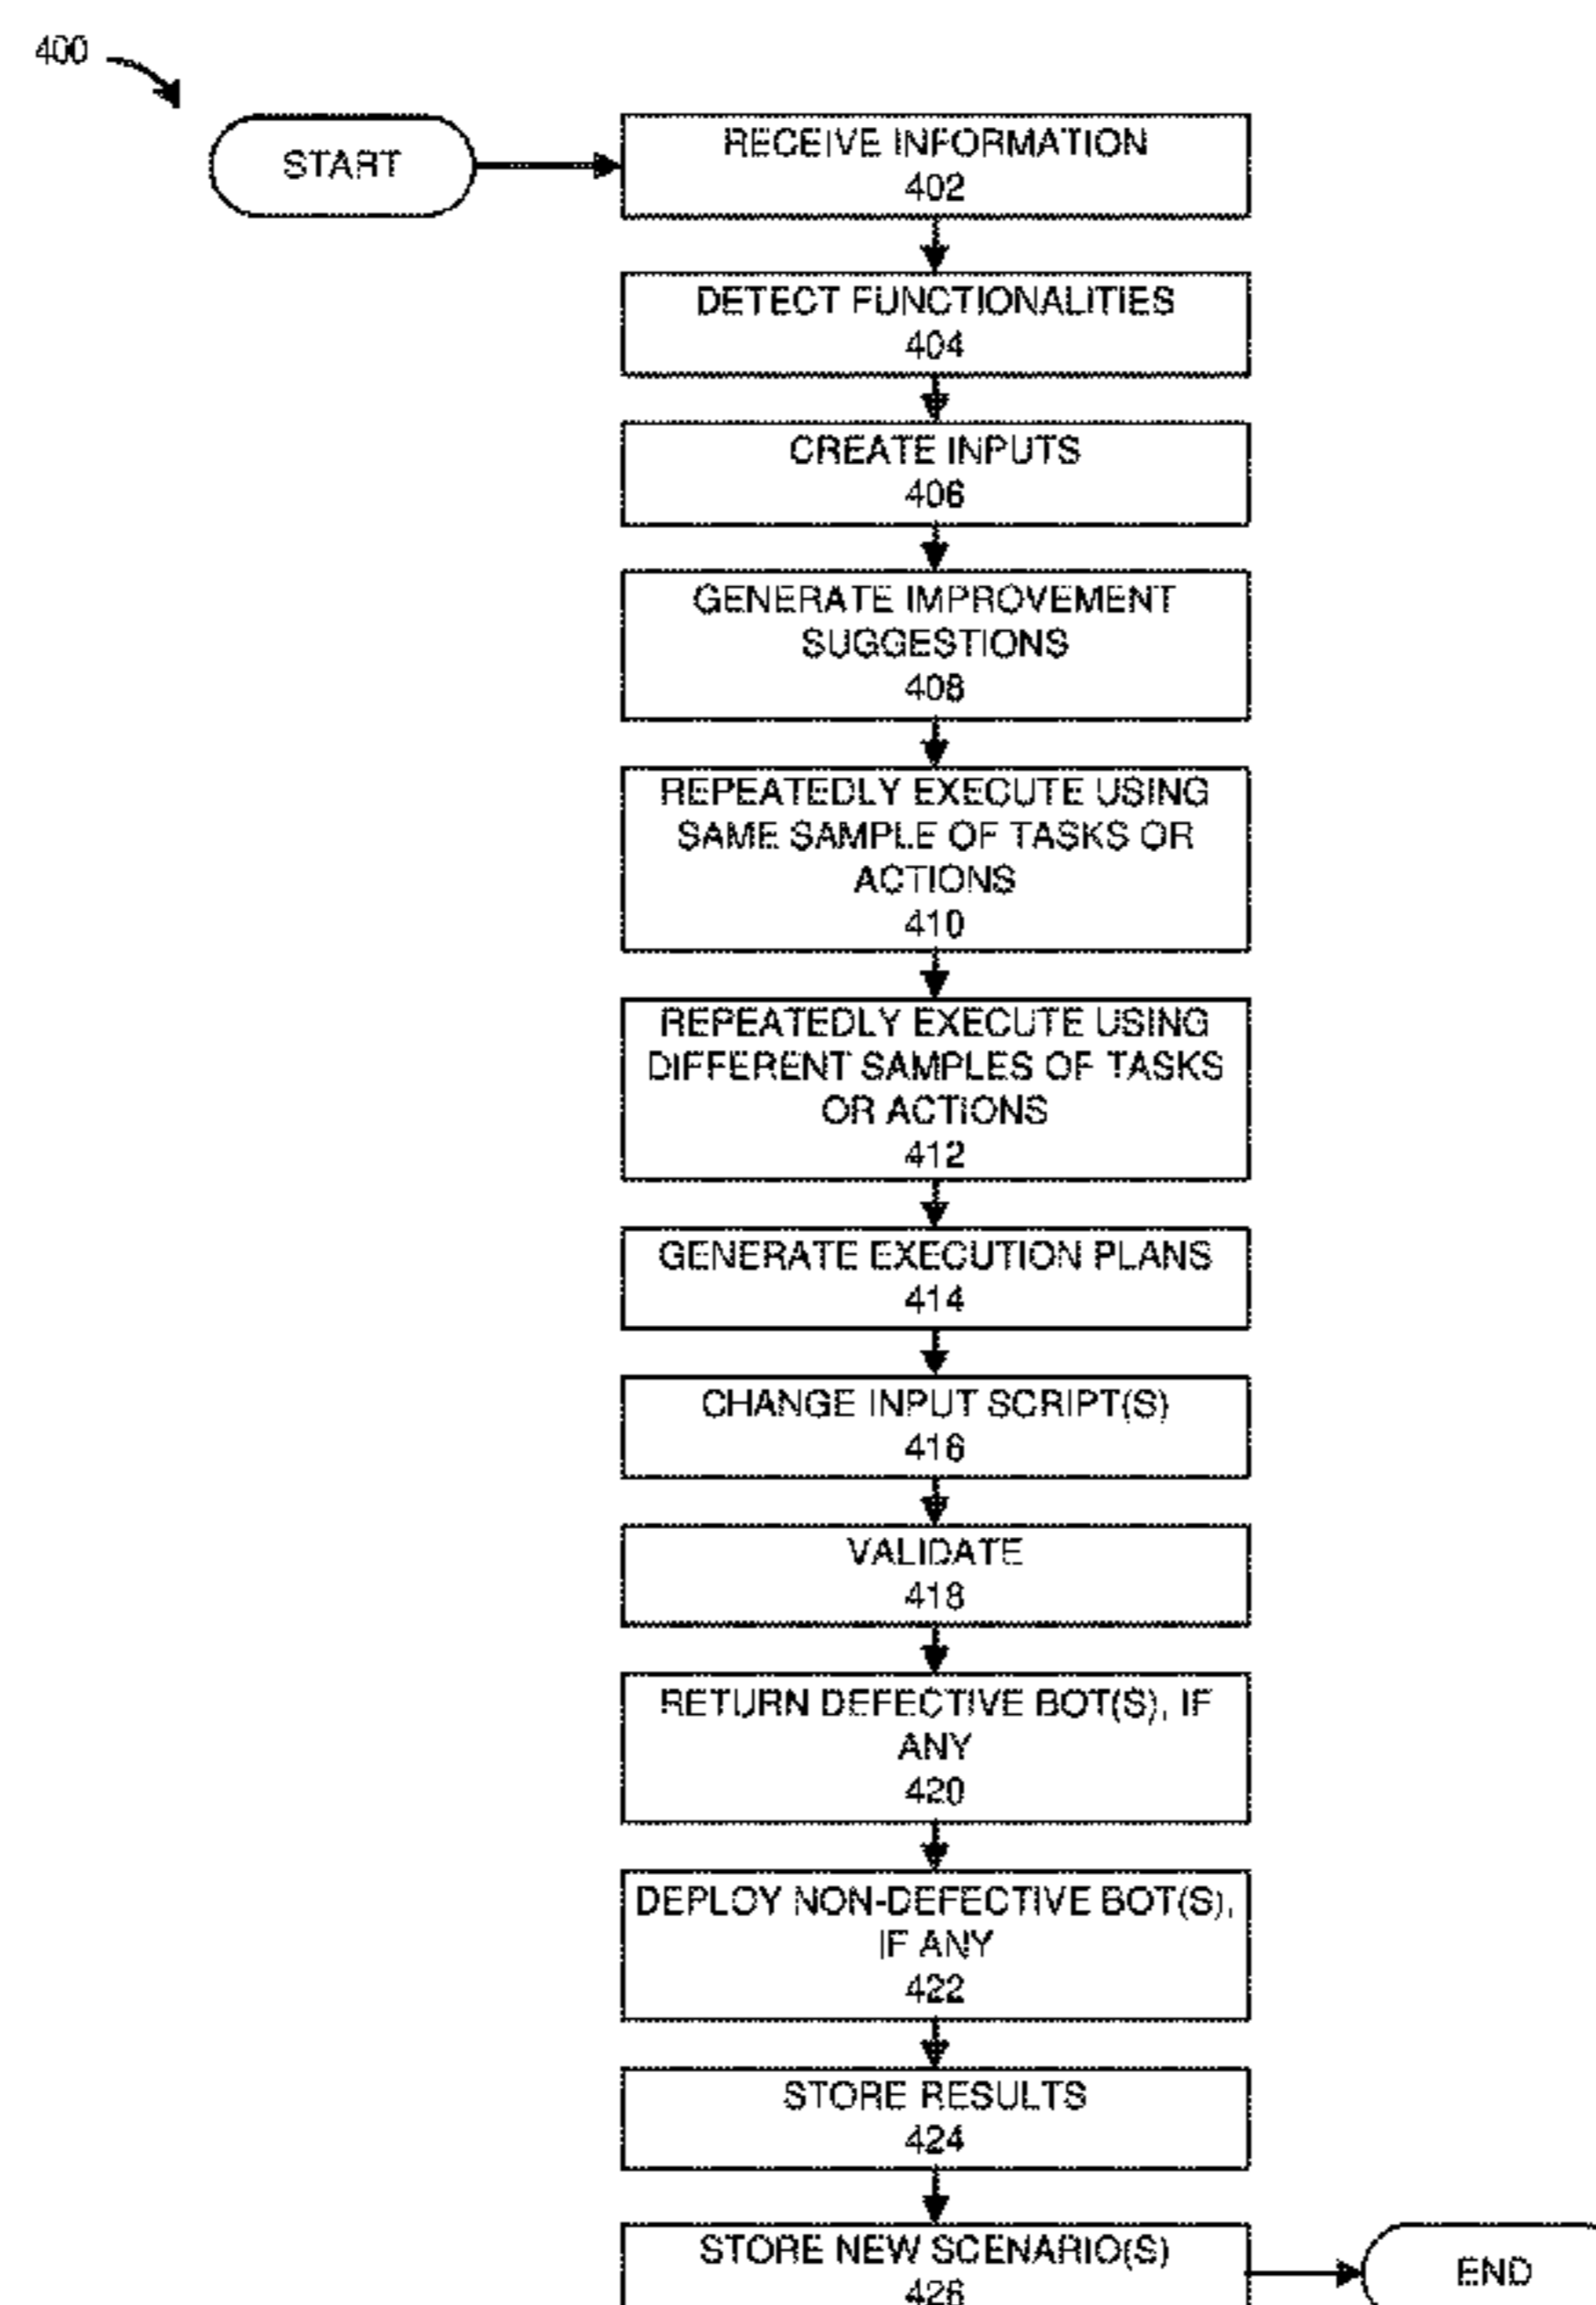 400
START
RECEIVE INFORMATION
402
DETECT FUNCTIONALITIES
404
CREATE INPUTS
406
GENERATE IMPROVEMENT
SUGGESTIONS
408
REPEATEDLY EXECUTE USING
SAME SAMPLE OF TASKS OR
ACTIONS
410
REPEATEDLY EXECUTE USING
DIFFERENT SAMPLES OF TASKS
OR ACTIONS
412
GENERATE EXECUTION PLANS
414
CHANGE INPUT SCRIPT(S)
416
VALIDATE
418
RETURN DEFECTIVE BOT(S), IF
ANY
420
DEPLOY NON-DEFECTIVE BOT(S),
IF ANY
422
STORE RESULTS
424
STORE NEW SCENARIO(S)
426
END